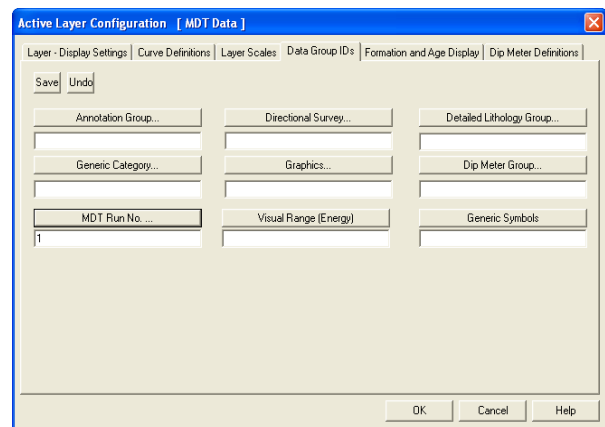 Active Layer Configuration [ MDT Data ]
Layer - Display Settings Curve Definitions Layer Scales Data Group IDs Formation and Age Display Dip Meter Definitions
Save Undo
Annotation Group... Directional Survey... Detailed Lithology Group...
Generic Category... Graphics... Dip Meter Group...
MDT Run No. ... Visual Range (Energy) Generic Symbols
1
OK Cancel Help